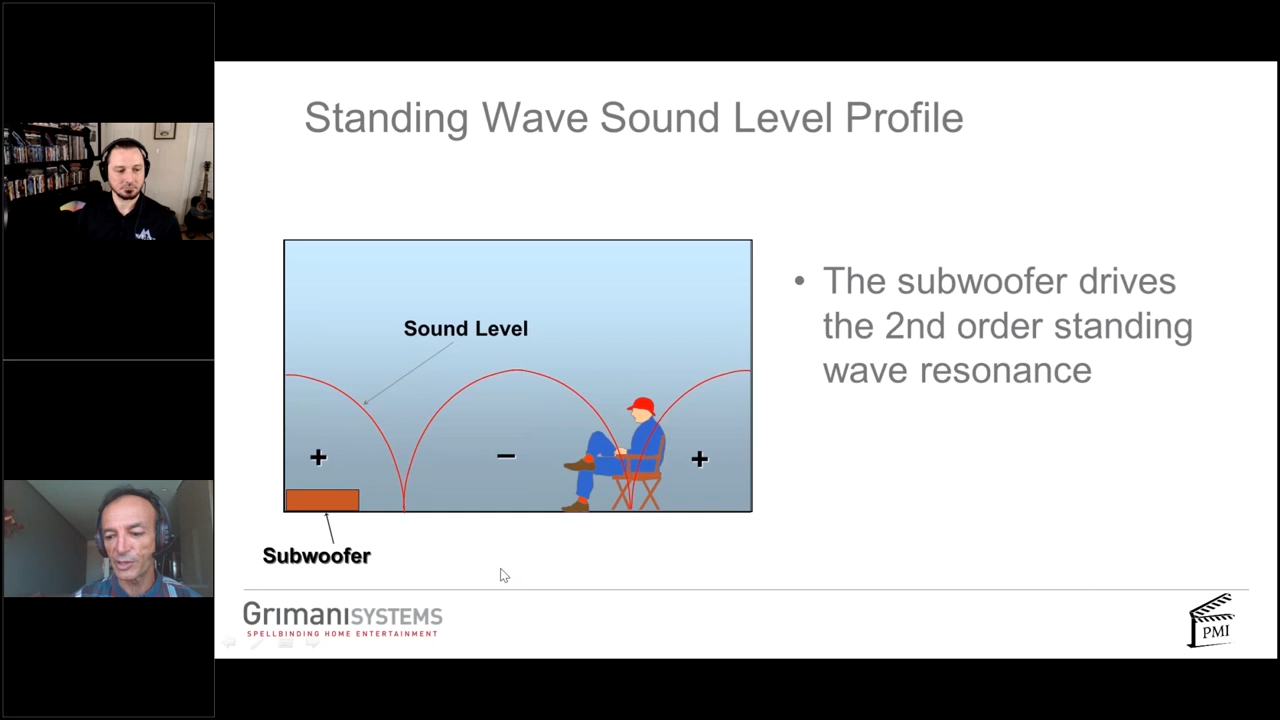 Standing Wave Sound Level Profile
Sound Level
+
−
+
Subwoofer
• The subwoofer drives
the 2nd order standing
wave resonance
GrimaniSYSTEMS
SPELLBINDING HOME ENTERTAINMENT
PMI